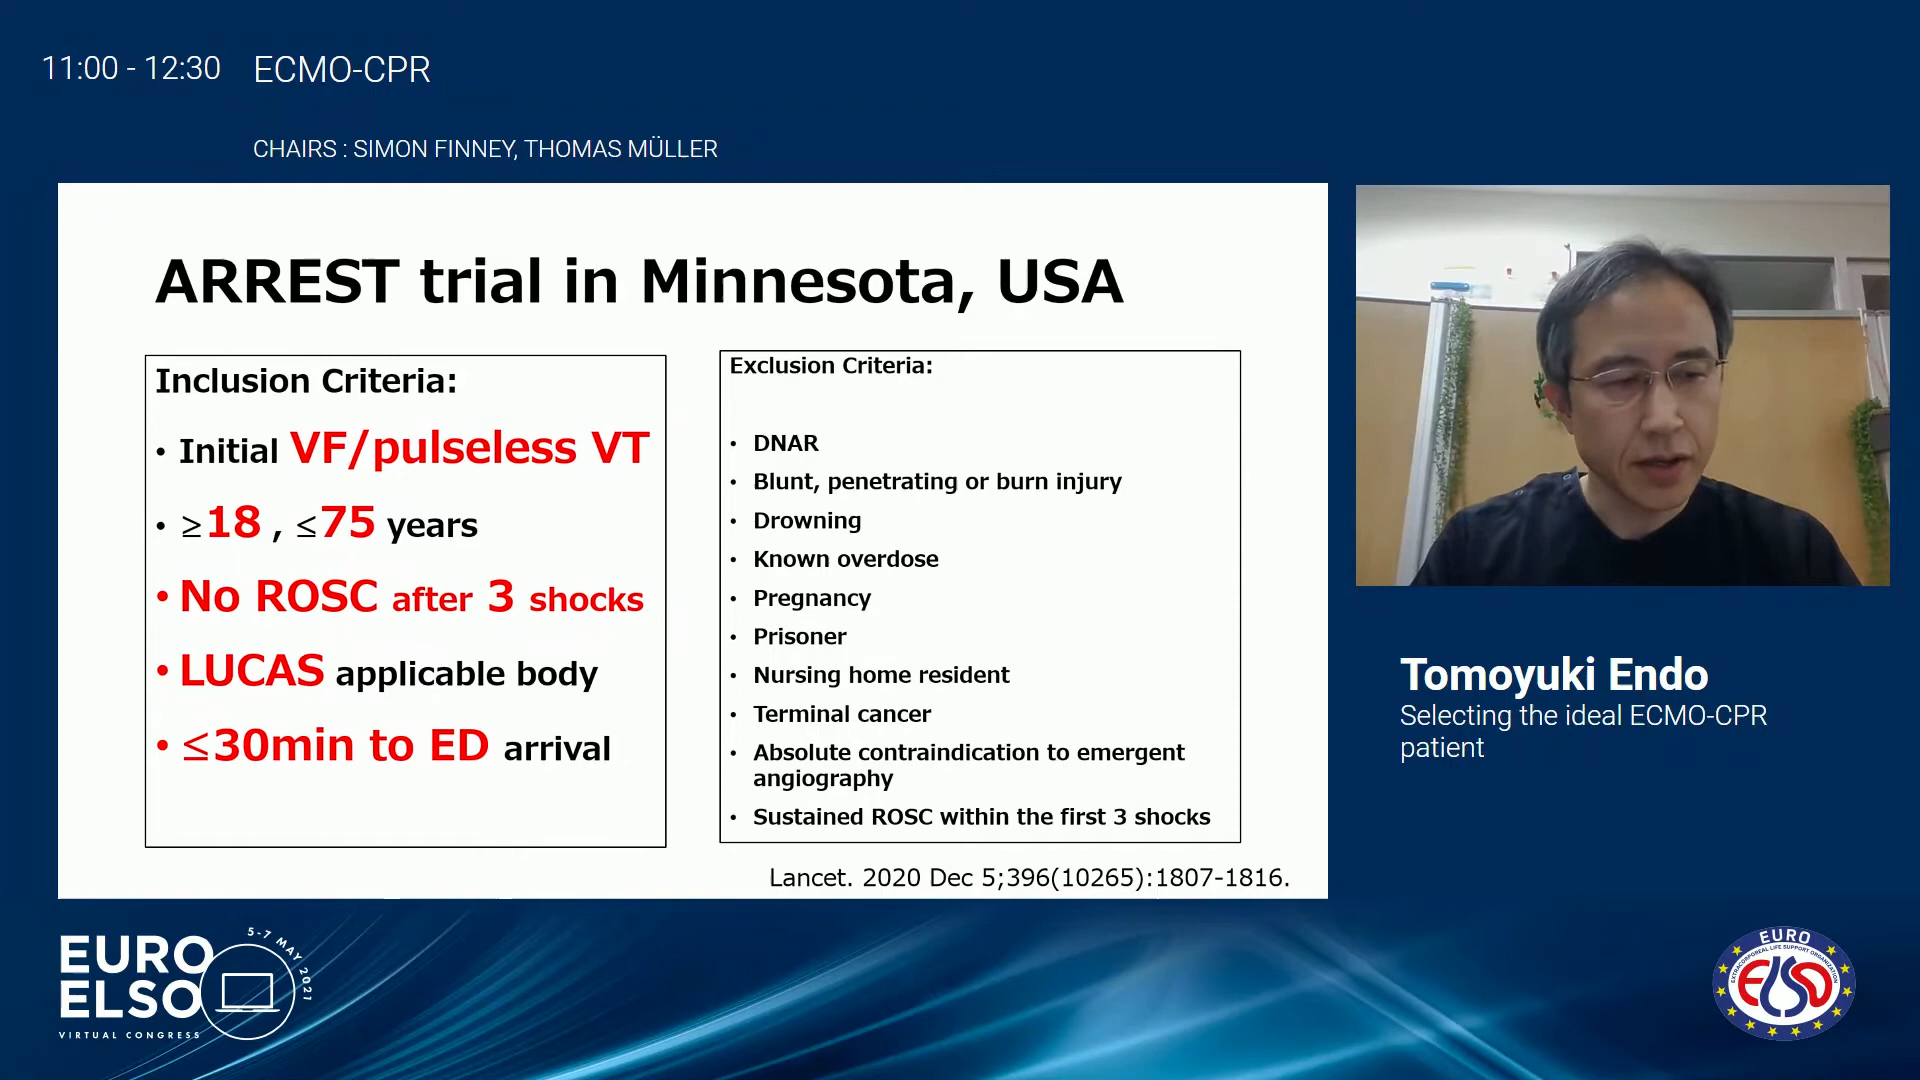 11:00 - 12:30 ECMO-CPR
CHAIRS : SIMON FINNEY, THOMAS MÜLLER
ARREST trial in Minnesota, USA
Inclusion Criteria:
• Initial VF/pulseless VT
• ≥18 , ≤75 years
• No ROSC after 3 shocks
• LUCAS applicable body
• ≤30min to ED arrival
Exclusion Criteria:
• DNAR
• Blunt, penetrating or burn injury
• Drowning
• Known overdose
• Pregnancy
• Prisoner
• Nursing home resident
• Terminal cancer
• Absolute contraindication to emergent
angiography
• Sustained ROSC within the first 3 shocks
Lancet. 2020 Dec 5;396(10265):1807-1816.
Tomoyuki Endo
Selecting the ideal ECMO-CPR
patient
EURO
ELSO
VIRTUAL CONGRESS
5-7 MAY 2021
EURO
EXTRACORPOREAL LIFE SUPPORT ORGANIZATION
ELSO